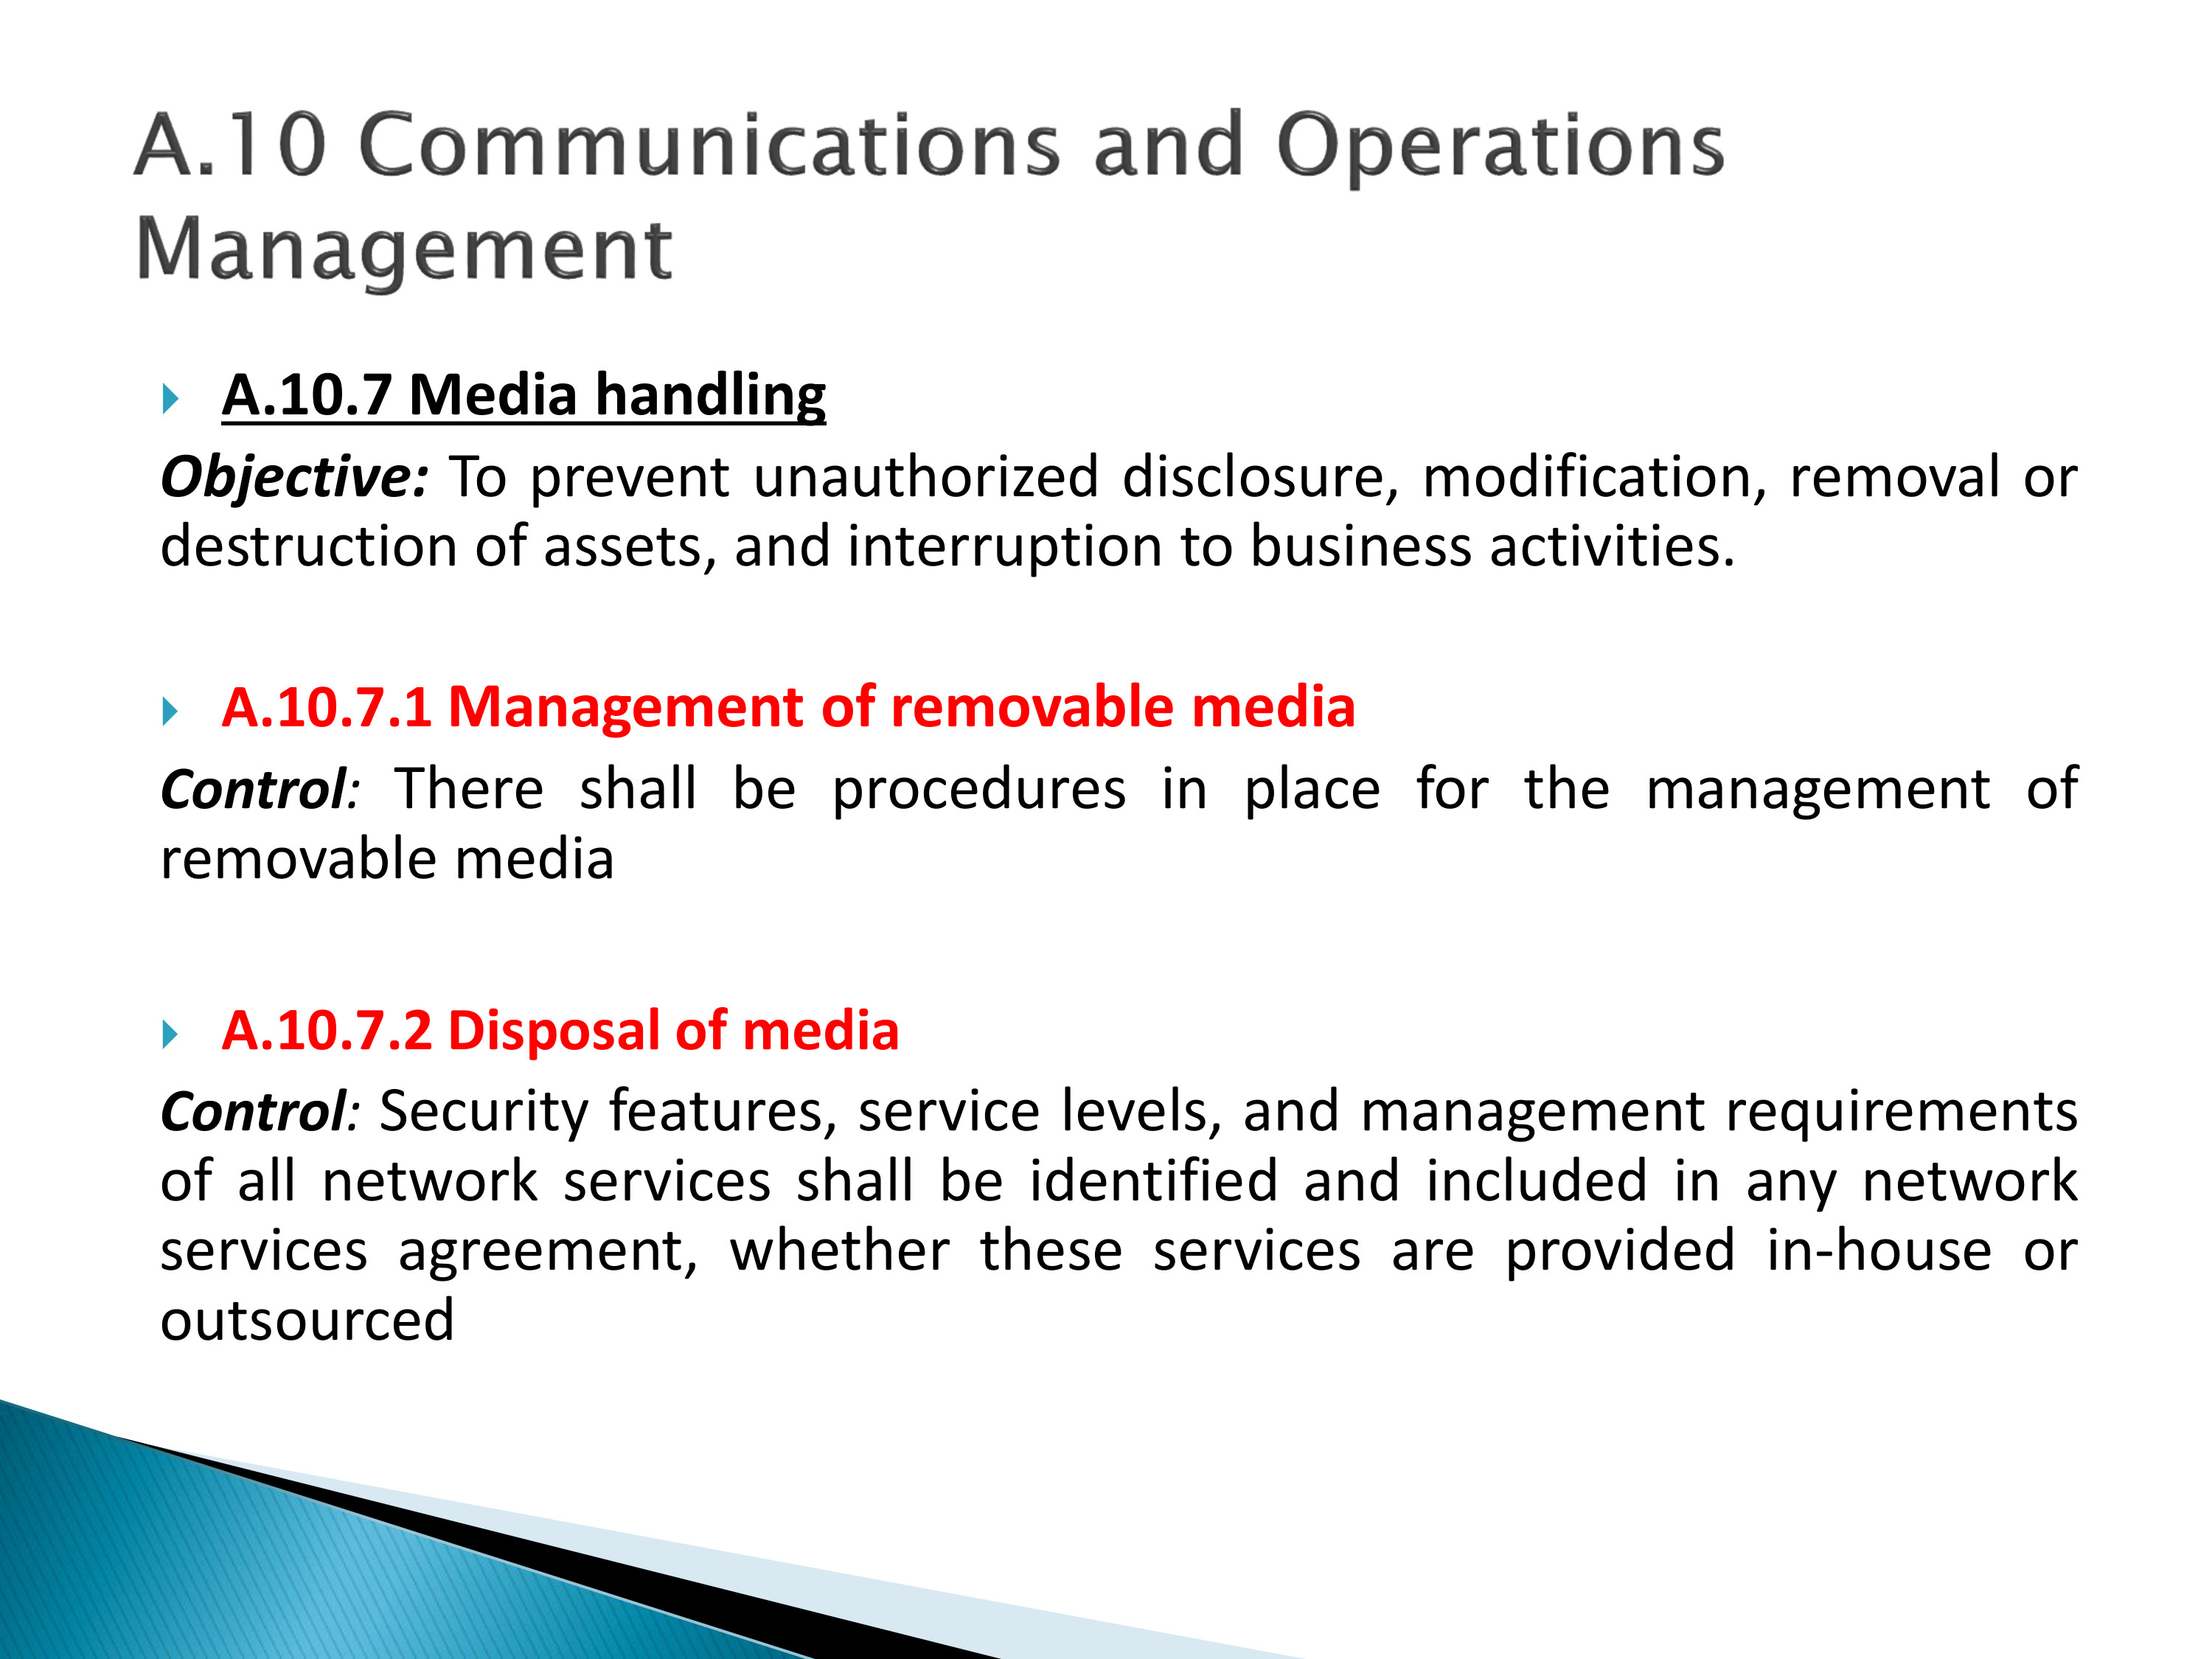 A.10 Communications and Operations
Management
A.10.7 Media handling
Objective: To prevent unauthorized disclosure, modification, removal or
destruction of assets, and interruption to business activities.
A.10.7.1 Management of removable media
Control: There shall be procedures in place for the management of
removable media
A.10.7.2 Disposal of media
Control: Security features, service levels, and management requirements
of all network services shall be identified and included in any network
services agreement, whether these services are provided in-house or
outsourced